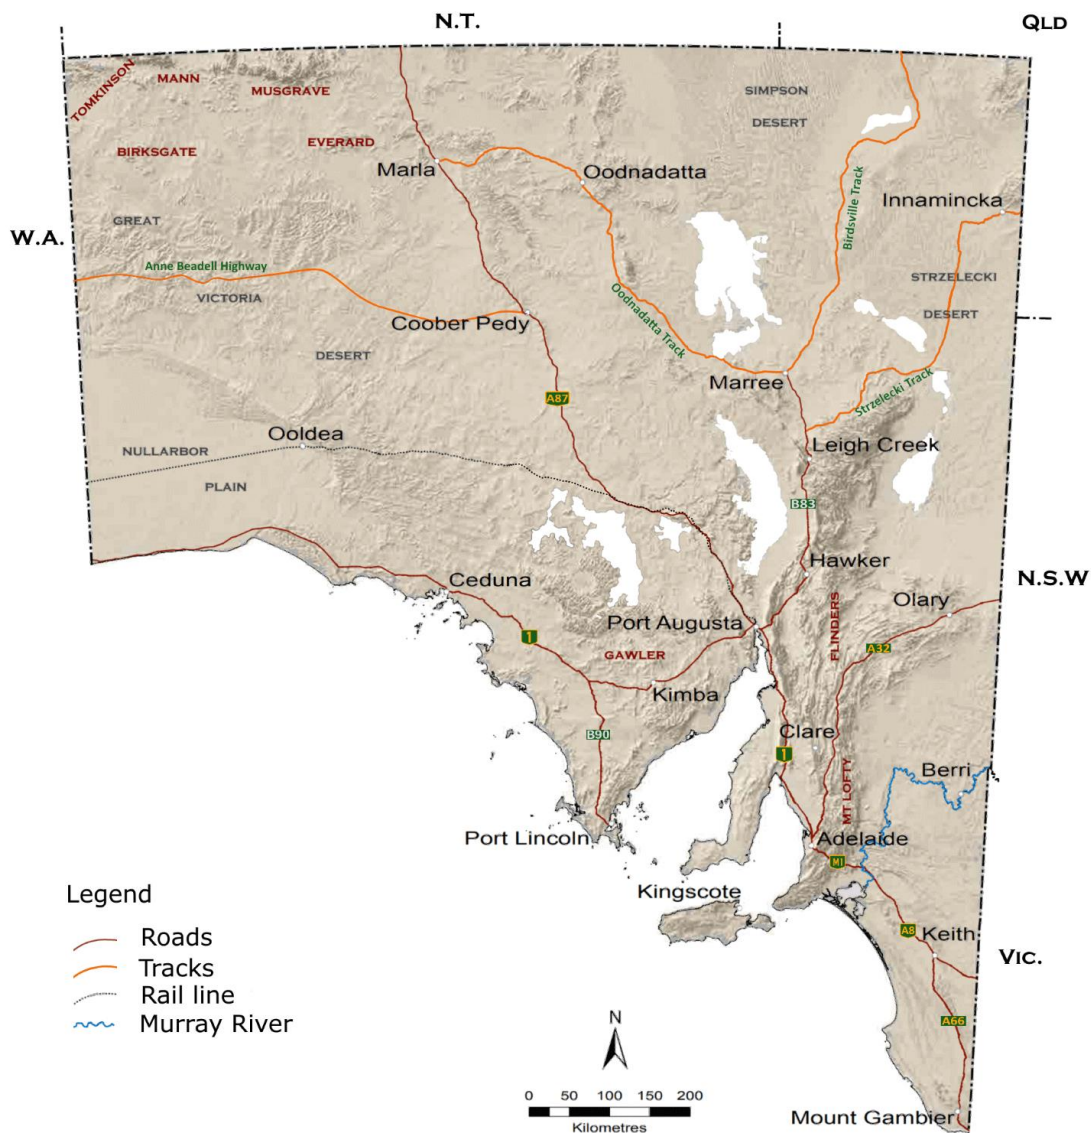 N.T.
QLD
TOMKINSON
MANN
MUSGRAVE
SIMPSON
DESERT
BIRKSGATE
EVERARD
Marla
Oodnadatta
Birdsville Track
Innamincka
GREAT
W.A.
Anne Beadell Highway
VICTORIA
STRZELECKI
DESERT
Oodnadatta Track
Coober Pedy
DESERT
Marree
Strzelecki Track
A87
Ooldea
NULLARBOR
PLAIN
Leigh Creek
B83
Hawker
Ceduna
N.S.W
Olary
Port Augusta
FLINDERS
1
GAWLER
A32
Kimba
B90
Clare
1
Berri
MT LOFTY
Port Lincoln
Adelaide
M1
Kingscote
Legend
Roads
Tracks
Rail line
Murray River
A8
Keith
VIC.
A66
N
0 50 100 150 200
Kilometres
Mount Gambier